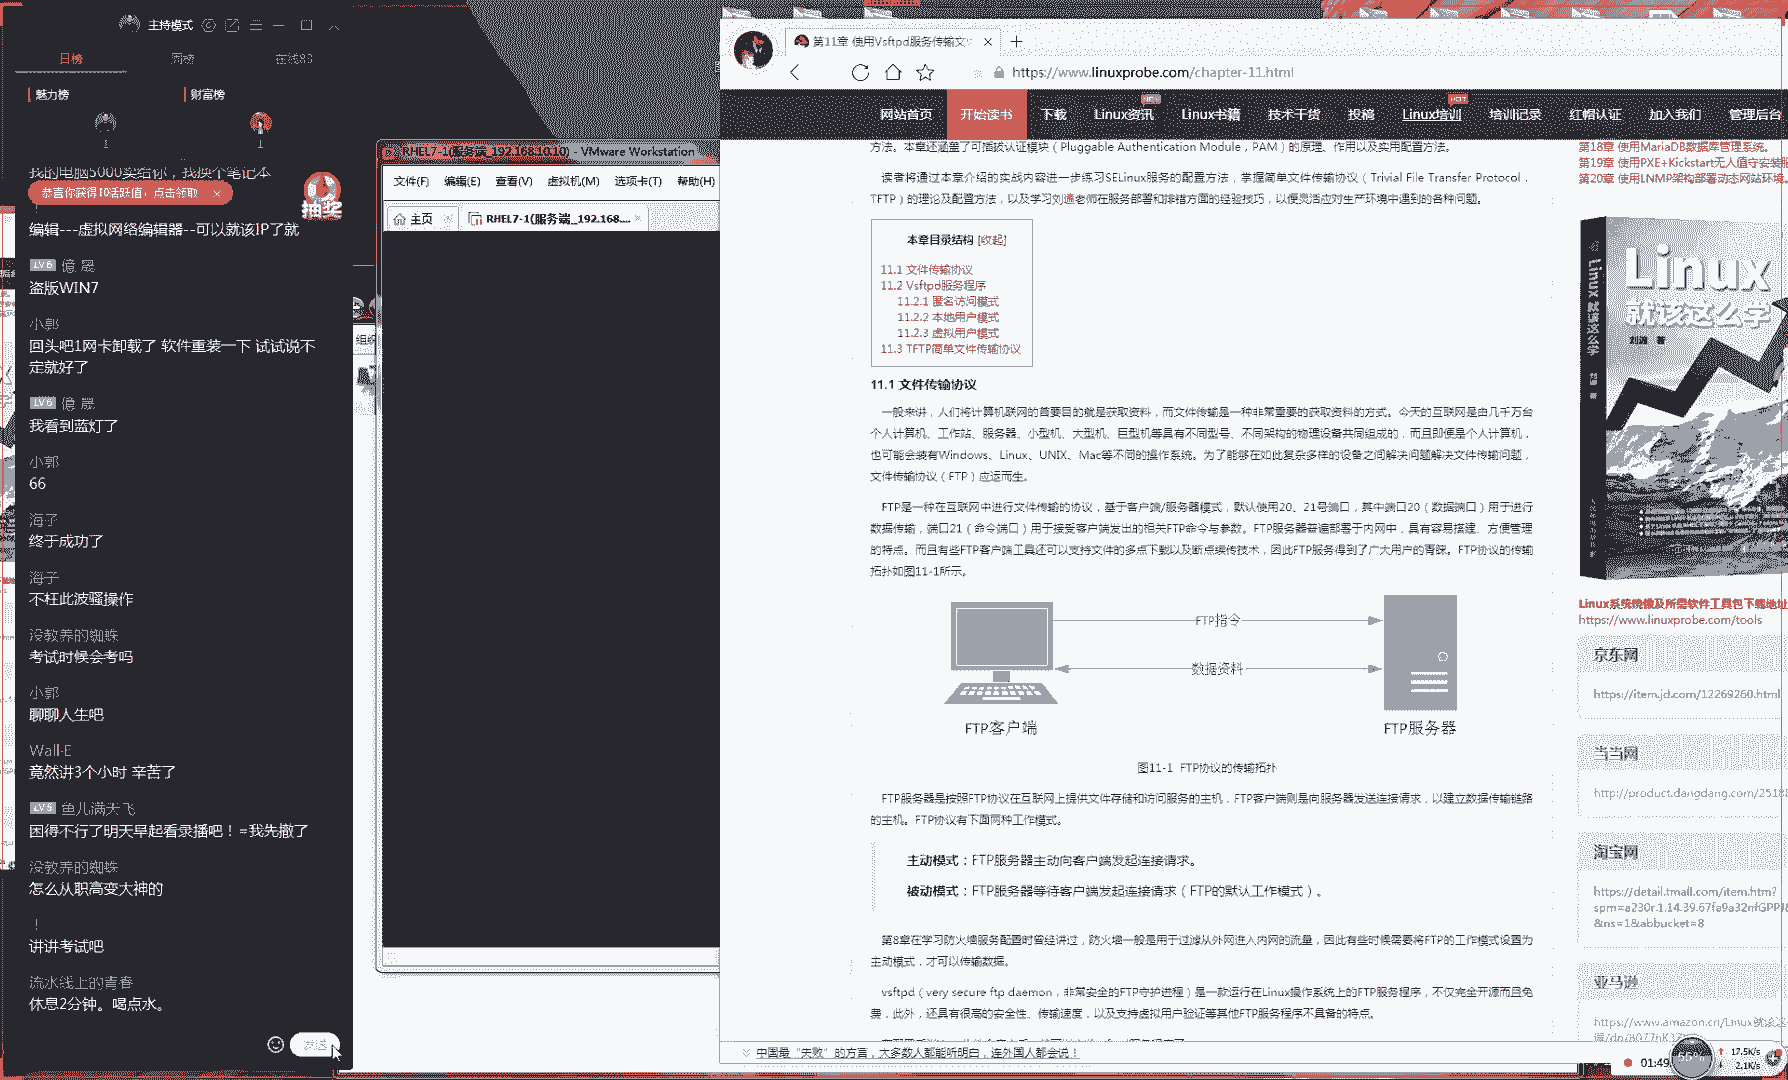 主持模式
日榜
周榜
在线83
魅力榜
财富榜
1
1
我的电脑5000卖给你，我换个笔记本
恭喜你获得10活跃值，点击领取
抽奖
编辑---虚拟网络编辑器--可以就该IP了就
LV 6 億 晟
盗版WIN7
小郭
回头吧1网卡卸载了 软件重装一下 试试说不
定就好了
LV 6 億 晟
我看到蓝灯了
小郭
66
海子
终于成功了
海子
不枉此波骚操作
没教养的蜘蛛
考试时候会考吗
小郭
聊聊人生吧
Wall-E
竟然讲3个小时 辛苦了
LV 5 鱼儿满天飞
困得不行了明天早起看录播吧！=我先撤了
没教养的蜘蛛
怎么从职高变大神的
！
讲讲考试吧
流水线上的青春
休息2分钟。喝点水。
发送
RHEL7-1(服务端_192.168.10.10) - VMware Workstation
文件(F) 编辑(E) 查看(V) 虚拟机(M) 选项卡(T) 帮助(H)
主页
RHEL7-1(服务端_192.168....
第11章 使用Vsftpd服务传输文
https://www.linuxprobe.com/chapter-11.html
网站首页 开始读书 下载 Linux资讯 Linux书籍 技术干货 投稿 Linux培训 培训记录 红帽认证 加入我们 管理后台
HOT
方法。本章还涵盖了可插拔认证模块（Pluggable Authentication Module，PAM）的原理、作用以及实用配置方法。
读者将通过本章介绍的实战内容进一步练习SELinux服务的配置方法，掌握简单文件传输协议（Trivial File Transfer Protocol，
TFTP）的理论及配置方法，以及学习刘遄老师在服务部署和排错方面的经验技巧，以便灵活应对生产环境中遇到的各种问题。
本章目录结构 [收起]
11.1 文件传输协议
11.2 Vsftpd服务程序
11.2.1 匿名访问模式
11.2.2 本地用户模式
11.2.3 虚拟用户模式
11.3 TFTP简单文件传输协议
11.1 文件传输协议
一般来讲，人们将计算机联网的首要目的就是获取资料，而文件传输是一种非常重要的获取资料的方式。今天的互联网是由几千万台
个人计算机、工作站、服务器、小型机、大型机、巨型机等具有不同型号、不同架构的物理设备共同组成的，而且即便是个人计算机，
也可能会装有Windows、Linux、UNIX、Mac等不同的操作系统。为了能够在如此复杂多样的设备之间解决问题解决文件传输问题，
文件传输协议（FTP）应运而生。
FTP是一种在互联网中进行文件传输的协议，基于客户端/服务器模式，默认使用20、21号端口，其中端口20（数据端口）用于进行
数据传输，端口21（命令端口）用于接受客户端发出的相关FTP命令与参数。FTP服务器普遍部署于内网中，具有容易搭建、方便管理
的特点。而且有些FTP客户端工具还可以支持文件的多点下载以及断点续传技术，因此FTP服务得到了广大用户的青睐。FTP协议的传输
拓扑如图11-1所示。
FTP指令
数据资料
FTP客户端
FTP服务器
图11-1 FTP协议的传输拓扑
FTP服务器是按照FTP协议在互联网上提供文件存储和访问服务的主机，FTP客户端则是向服务器发送连接请求，以建立数据传输链路
的主机。FTP协议有下面两种工作模式。
主动模式：FTP服务器主动向客户端发起连接请求。
被动模式：FTP服务器等待客户端发起连接请求（FTP的默认工作模式）。
第8章在学习防火墙服务配置时曾经讲过，防火墙一般是用于过滤从外网进入内网的流量，因此有些时候需要将FTP的工作模式设置为
主动模式，才可以传输数据。
vsftpd（very secure ftp daemon，非常安全的FTP守护进程）是一款运行在Linux操作系统上的FTP服务程序，不仅完全开源而且免
费，此外，还具有很高的安全性、传输速度，以及支持虚拟用户验证等其他FTP服务程序不具备的特点。
中国最“失败”的方言，大多数人都能听明白，连外国人都会说！
第18章 使用MariaDB数据库管理系统。
第19章 使用PXE+Kickstart无人值守安装服
第20章 使用LNMP架构部署动态网站环境。
Linux
就该这么学
刘遄 著
Linux 就该这么学
Linux系统镜像及所需软件工具包下载地址
https://www.linuxprobe.com/tools
京东网
https://item.jd.com/12269260.html
当当网
http://product.dangdang.com/2518
淘宝网
https://detail.tmall.com/item.htm?
spm=a230r.1.14.39.67fa9a32nfGPPJ
&ns=1&abbucket=8
亚马逊
01:49
55%
17.5K/s
2.1K/s